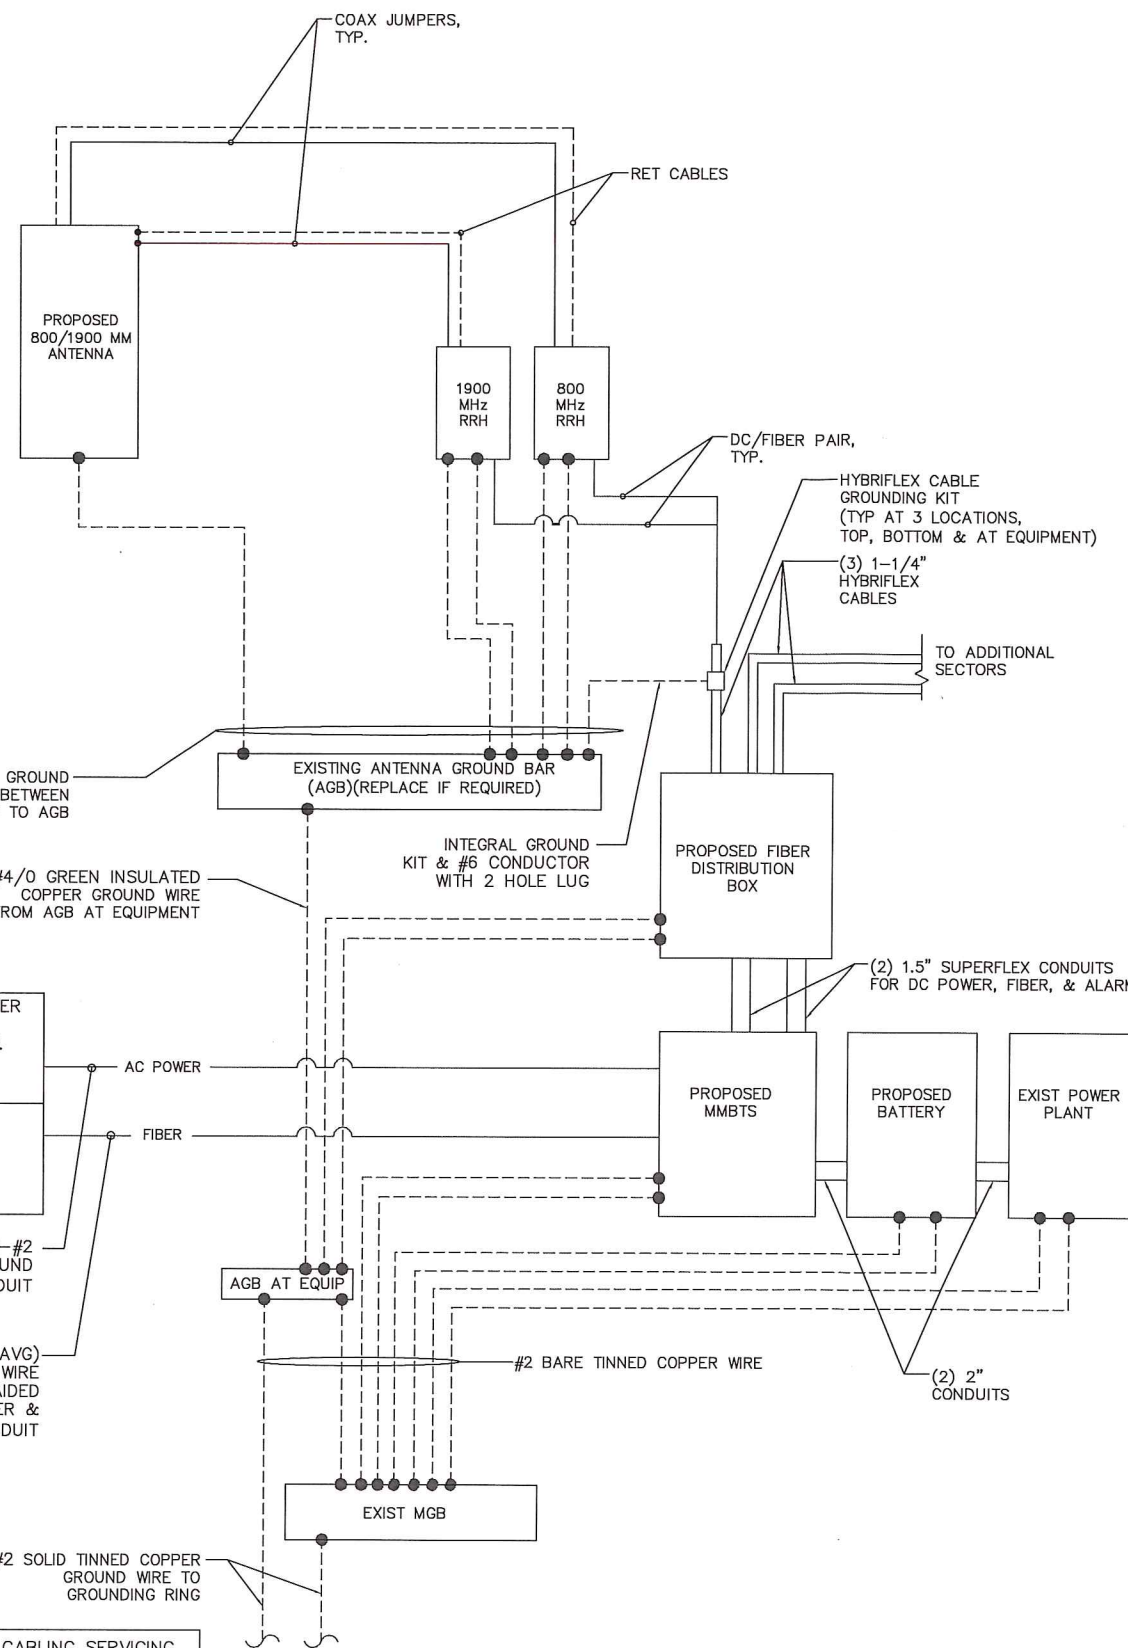 COAX JUMPERS,
TYP.
RET CABLES
PROPOSED
800/1900 MM
ANTENNA
1900
MHz
RRH
800
MHz
RRH
DC/FIBER PAIR,
TYP.
HYBRIFLEX CABLE
GROUNDING KIT
(TYP AT 3 LOCATIONS,
TOP, BOTTOM & AT EQUIPMENT)
(3) 1-1/4"
HYBRIFLEX
CABLES
TO ADDITIONAL
SECTORS
GROUND
BETWEEN
TO AGB
EXISTING ANTENNA GROUND BAR
(AGB)(REPLACE IF REQUIRED)
INTEGRAL GROUND
KIT & #6 CONDUCTOR
WITH 2 HOLE LUG
PROPOSED FIBER
DISTRIBUTION
BOX
#4/0 GREEN INSULATED
COPPER GROUND WIRE
FROM AGB AT EQUIPMENT
(2) 1.5" SUPERFLEX CONDUITS
FOR DC POWER, FIBER, & ALARM
ER
AC POWER
FIBER
PROPOSED
MMBTS
PROPOSED
BATTERY
EXIST POWER
PLANT
#2
UND
DUIT
AGB AT EQUIP
AVG)
WIRE
AIDED
ER &
DUIT
#2 BARE TINNED COPPER WIRE
(2) 2"
CONDUITS
EXIST MGB
#2 SOLID TINNED COPPER
GROUND WIRE TO
GROUNDING RING
CABLING SERVICING